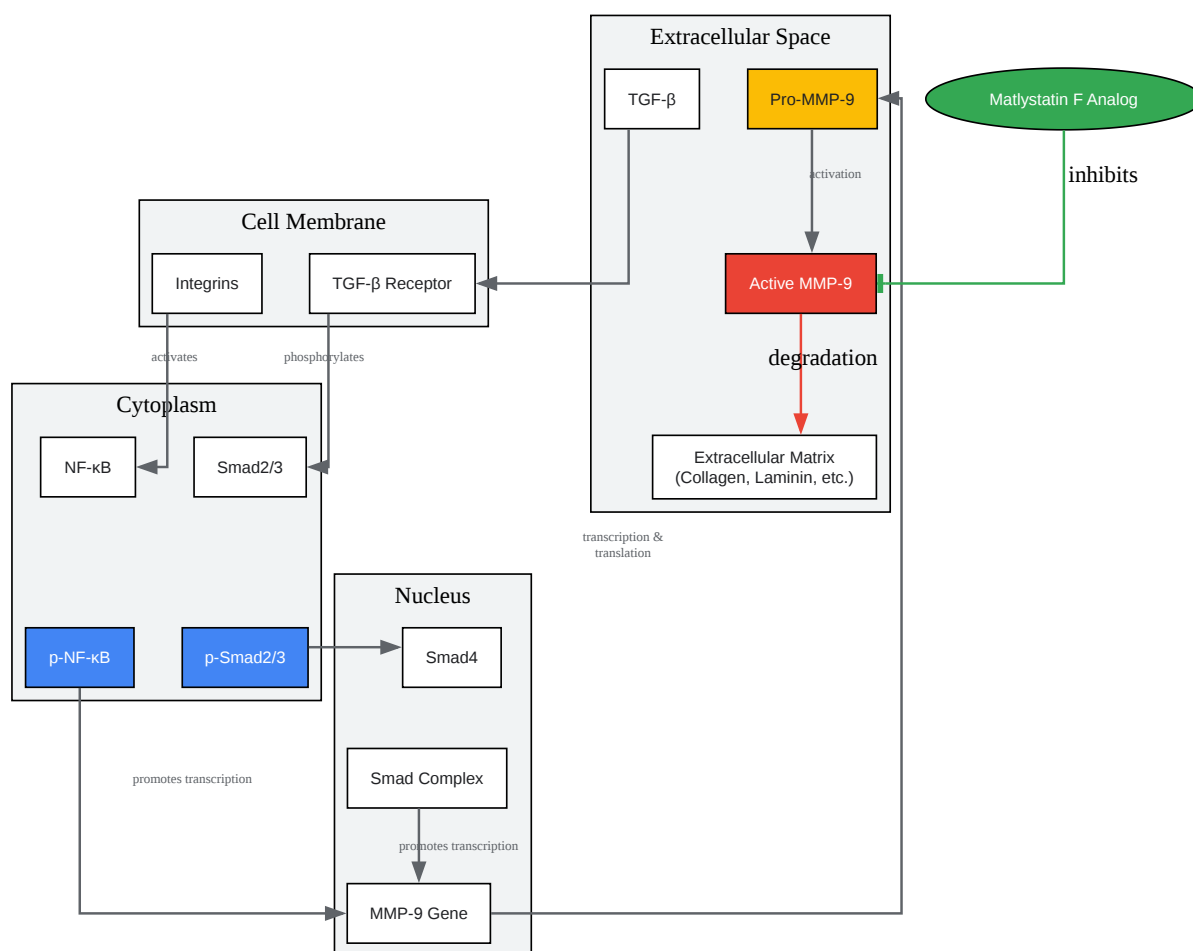 Extracellular Space
TGF-β
Pro-MMP-9
Matlystatin F Analog
activation
inhibits
Cell Membrane
Integrins
TGF-β Receptor
Active MMP-9
activates
phosphorylates
degradation
Cytoplasm
NF-κB
Smad2/3
Extracellular Matrix
(Collagen, Laminin, etc.)
transcription &
translation
Nucleus
p-NF-κB
p-Smad2/3
Smad4
promotes transcription
Smad Complex
promotes transcription
MMP-9 Gene